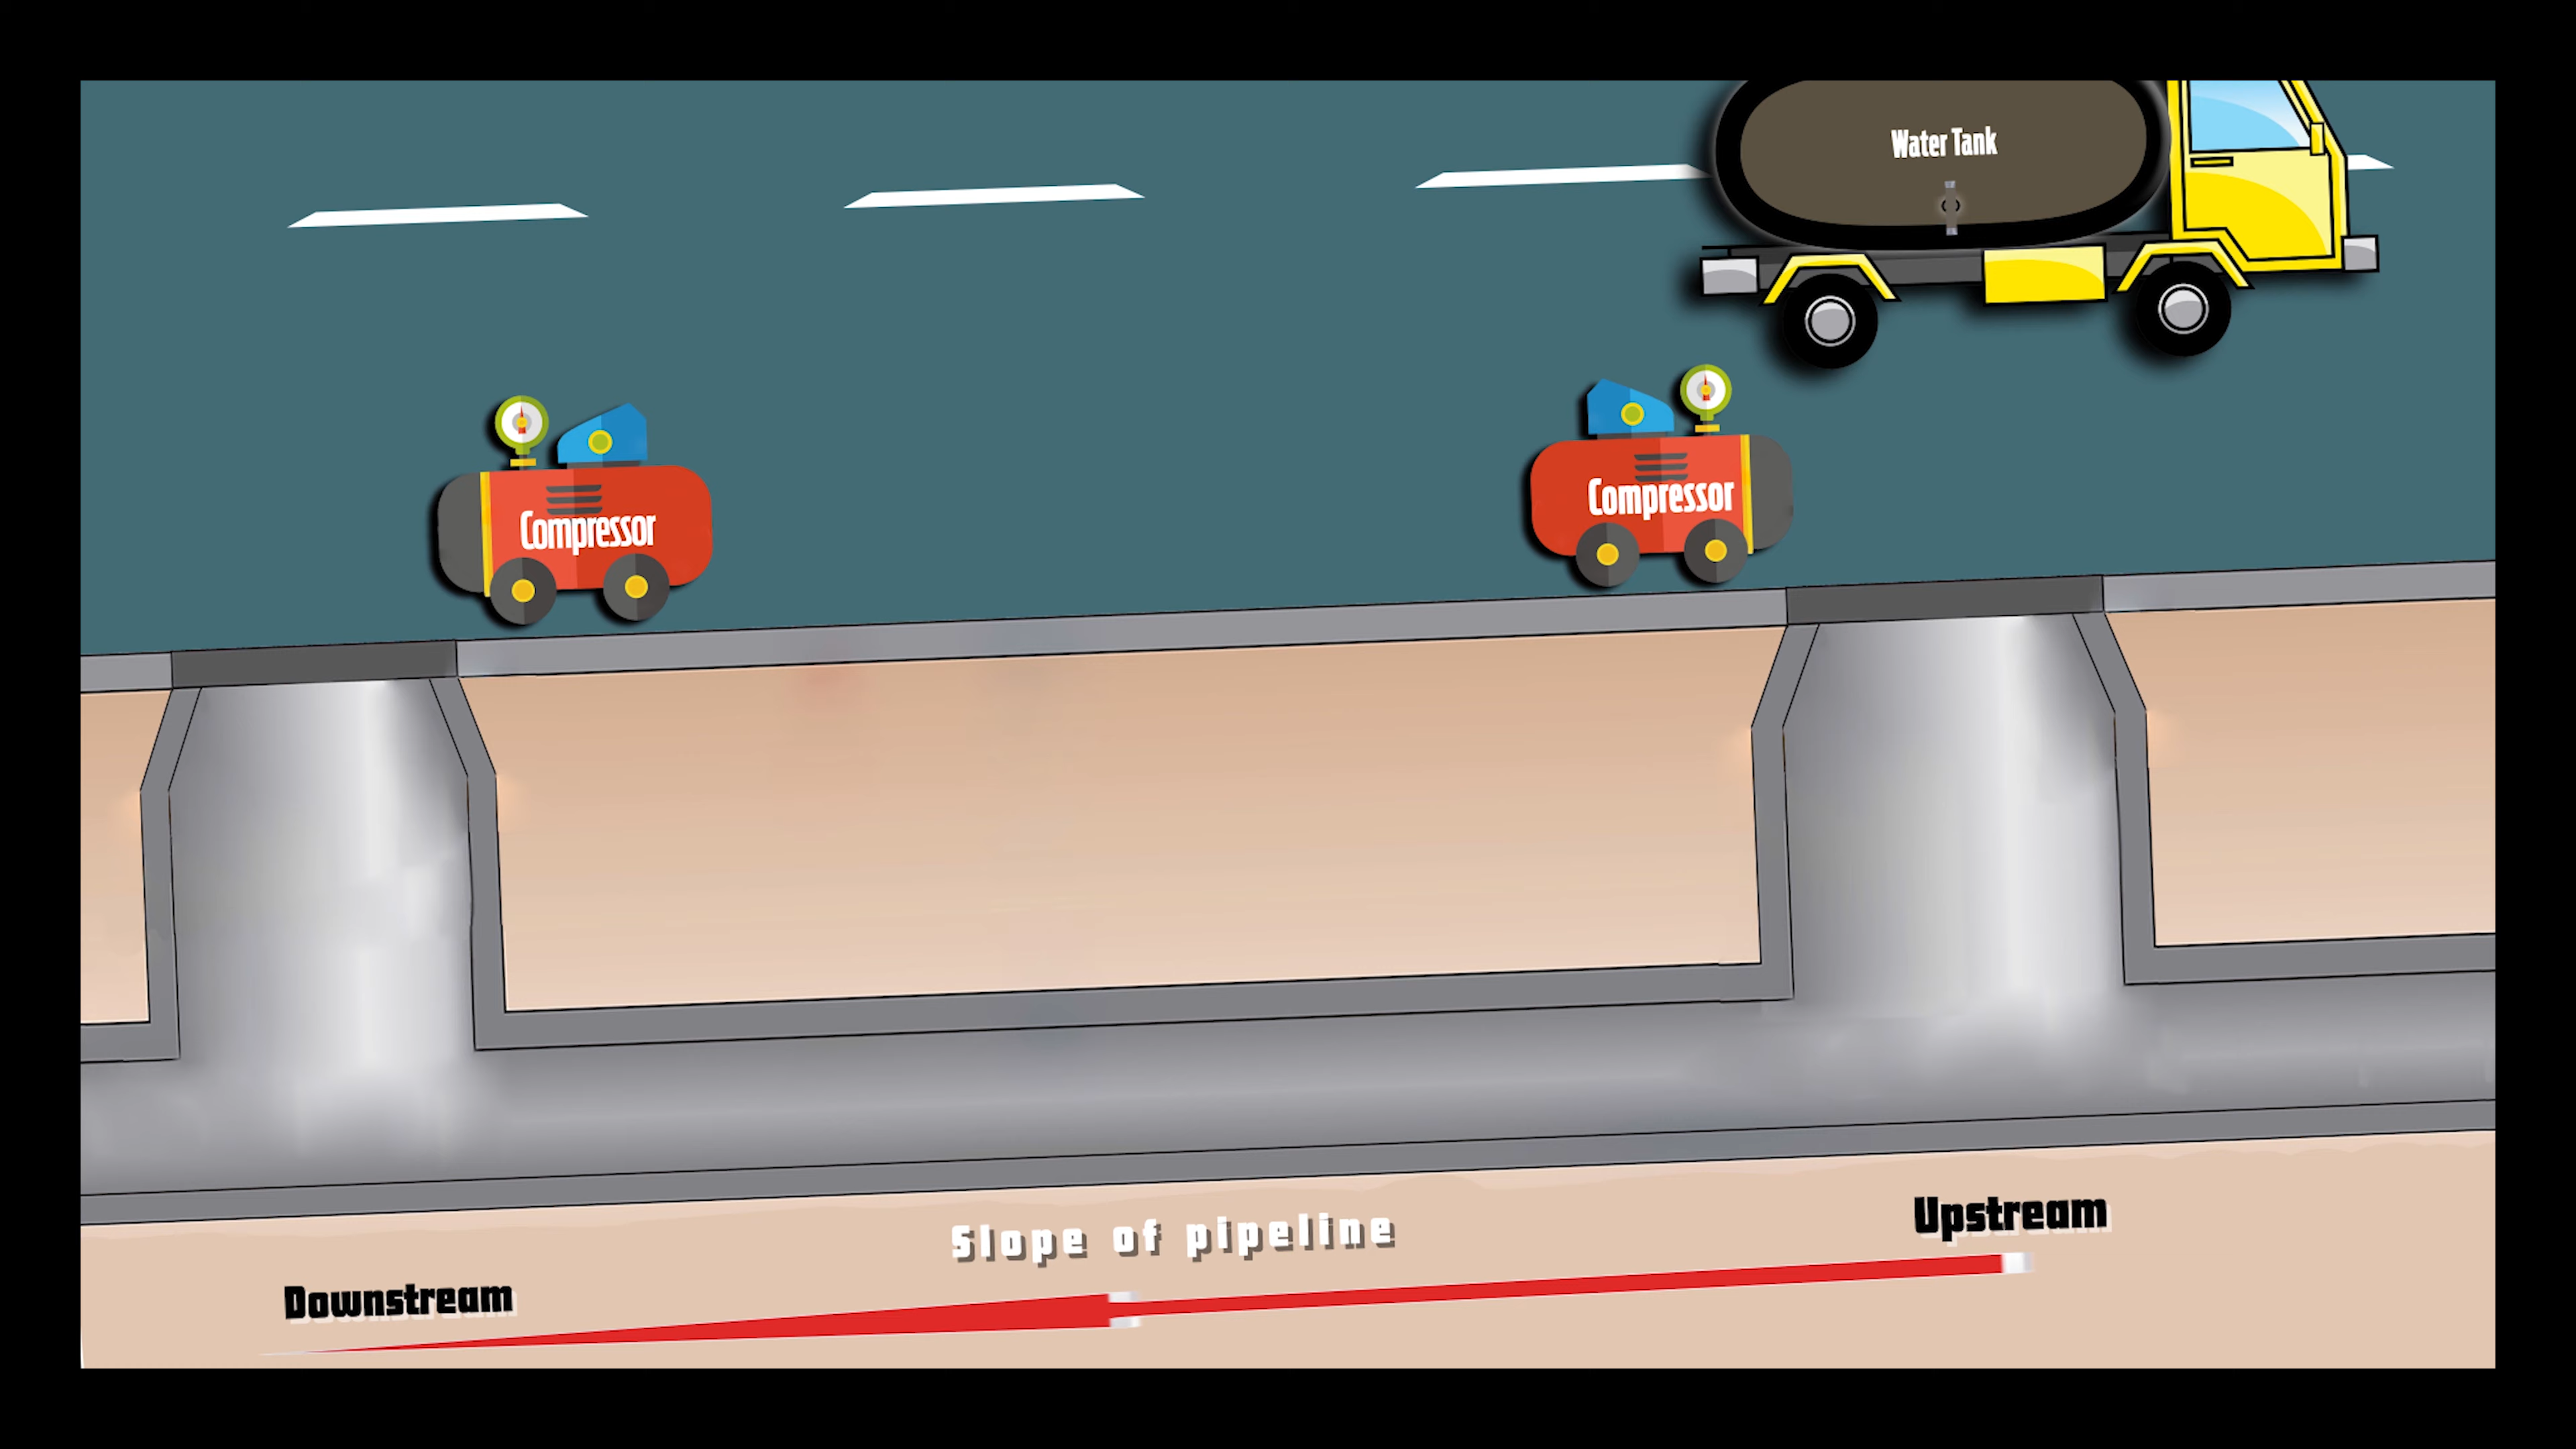 Water Tank
Compressor
Compressor
Slope of pipeline
Upstream
Downstream